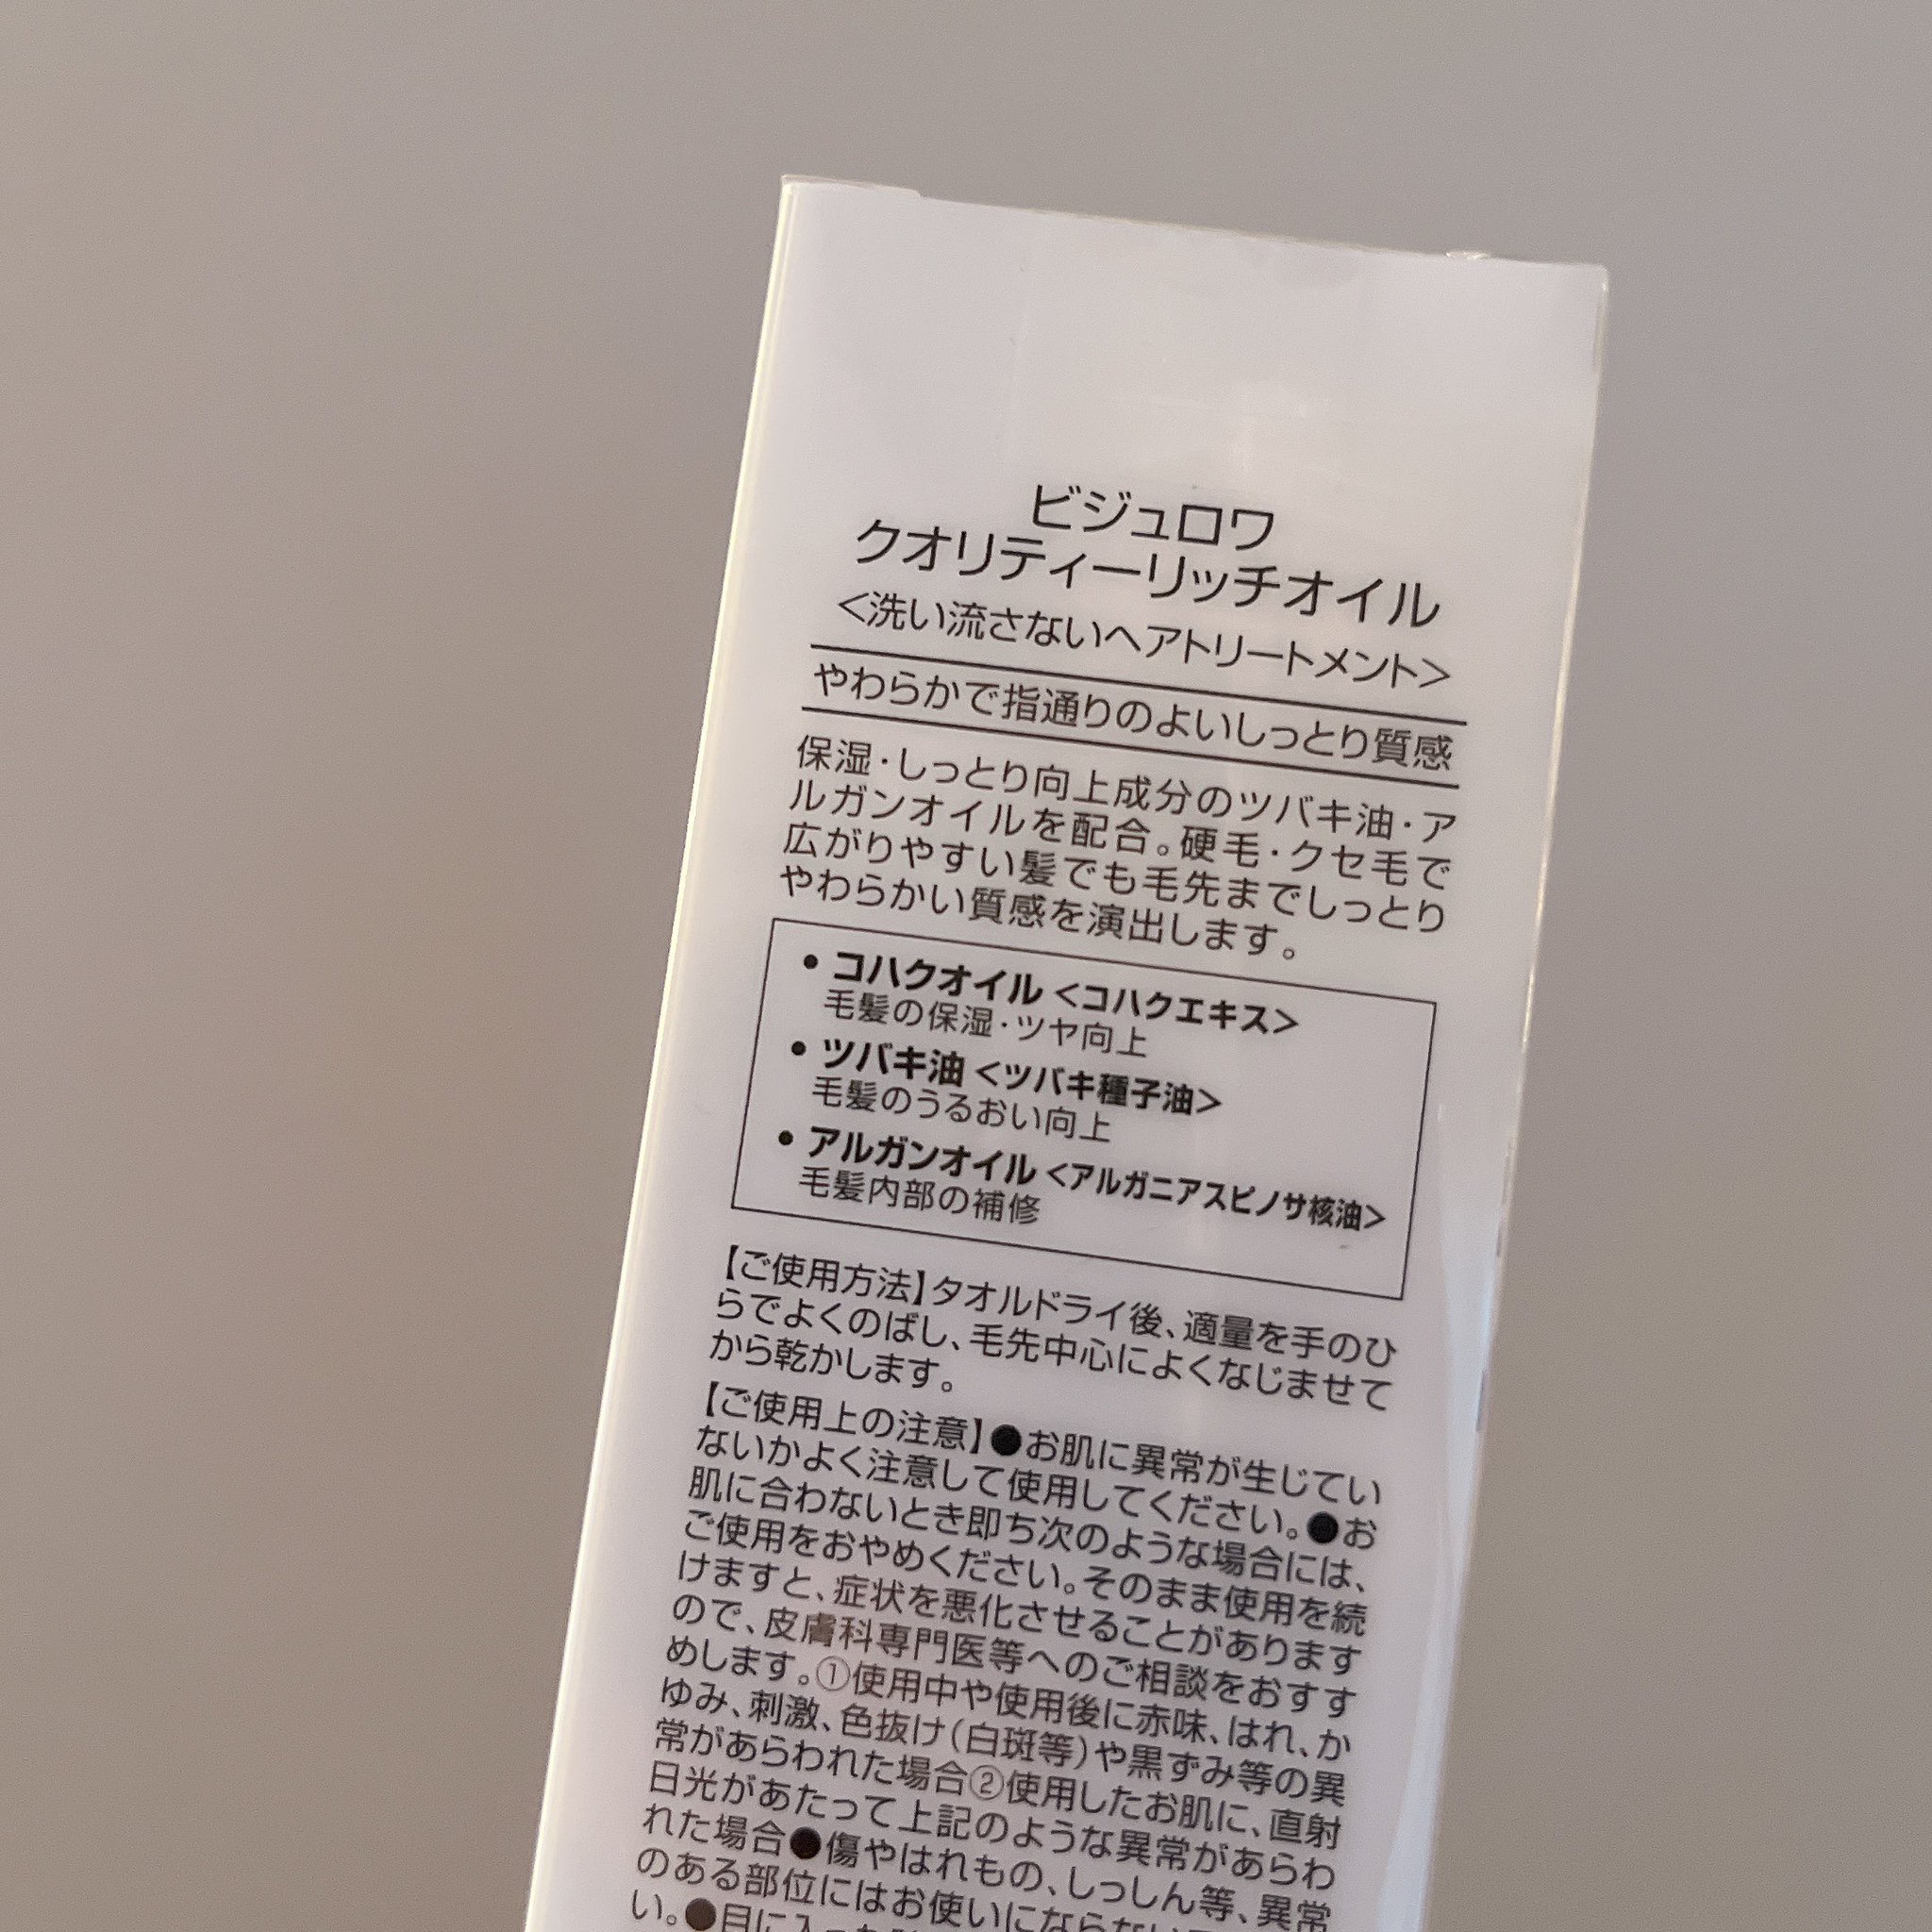 ビジュロワ
クオリティーリッチオイル
<洗い流さないヘアトリートメント>
やわらかで指通りのよいしっとり質感
保湿・しっとり向上成分のツバキ油・ア
ルガンオイルを配合。硬毛・クセ毛で
広がりやすい髪でも毛先までしっとり
やわらかい質感を演出します。
• コハクオイル <コハクエキス>
毛髪の保湿・ツヤ向上
• ツバキ油 <ツバキ種子油>
毛髪のうるおい向上
• アルガンオイル <アルガニアスピノサ核油>
毛髪内部の補修
【ご使用方法】タオルドライ後、適量を手のひ
らでよくのばし、毛先中心によくなじませて
から乾かします。
【ご使用上の注意】●お肌に異常が生じてい
ないかよく注意して使用してください。●お
肌に合わないとき即ち次のような場合には、
ご使用をおやめください。そのまま使用を続
けますと、症状を悪化させることがあります
ので、皮膚科専門医等へのご相談をおすす
めします。①使用中や使用後に赤味、はれ、か
ゆみ、刺激、色抜け(白斑等)や黒ずみ等の異
常があらわれた場合②使用したお肌に、直射
日光があたって上記のような異常があらわ
れた場合●傷やはれもの、しっしん等、異常
のある部位にはお使いにならない
い。●目に入った